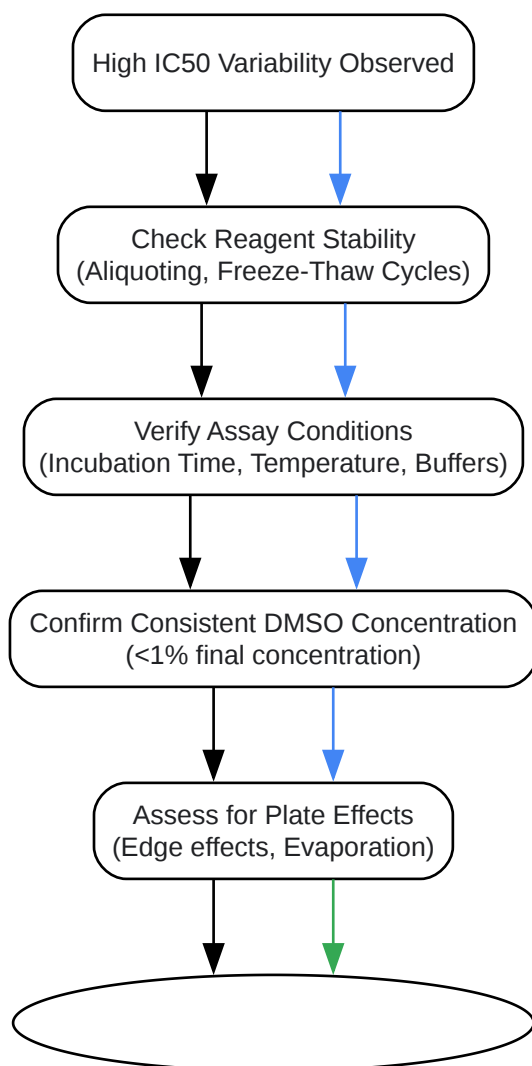 High IC50 Variability Observed
Check Reagent Stability
(Aliquoting, Freeze-Thaw Cycles)
Verify Assay Conditions
(Incubation Time, Temperature, Buffers)
Confirm Consistent DMSO Concentration
(<1% final concentration)
Assess for Plate Effects
(Edge effects, Evaporation)